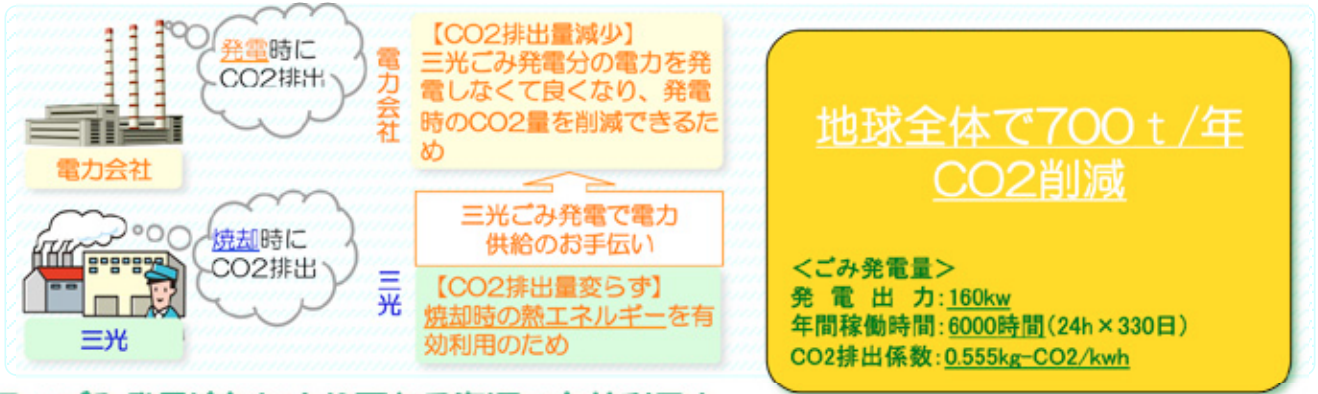 発電時に
CO2排出
電力会社
電力会社
【CO2排出量減少】
三光ごみ発電分の電力を発
電しなくて良くなり、発電
時のCO2量を削減できるた
め
三光ごみ発電で電力
供給のお手伝い
焼却時に
CO2排出
三光
三光
【CO2排出量変らず】
焼却時の熱エネルギーを有
効利用のため
地球全体で700ｔ/年
CO2削減
＜ごみ発電量＞
発 電 出 力:160kw
年間稼働時間:6000時間(24h×330日)
CO2排出係数:0.555kg-CO2/kwh